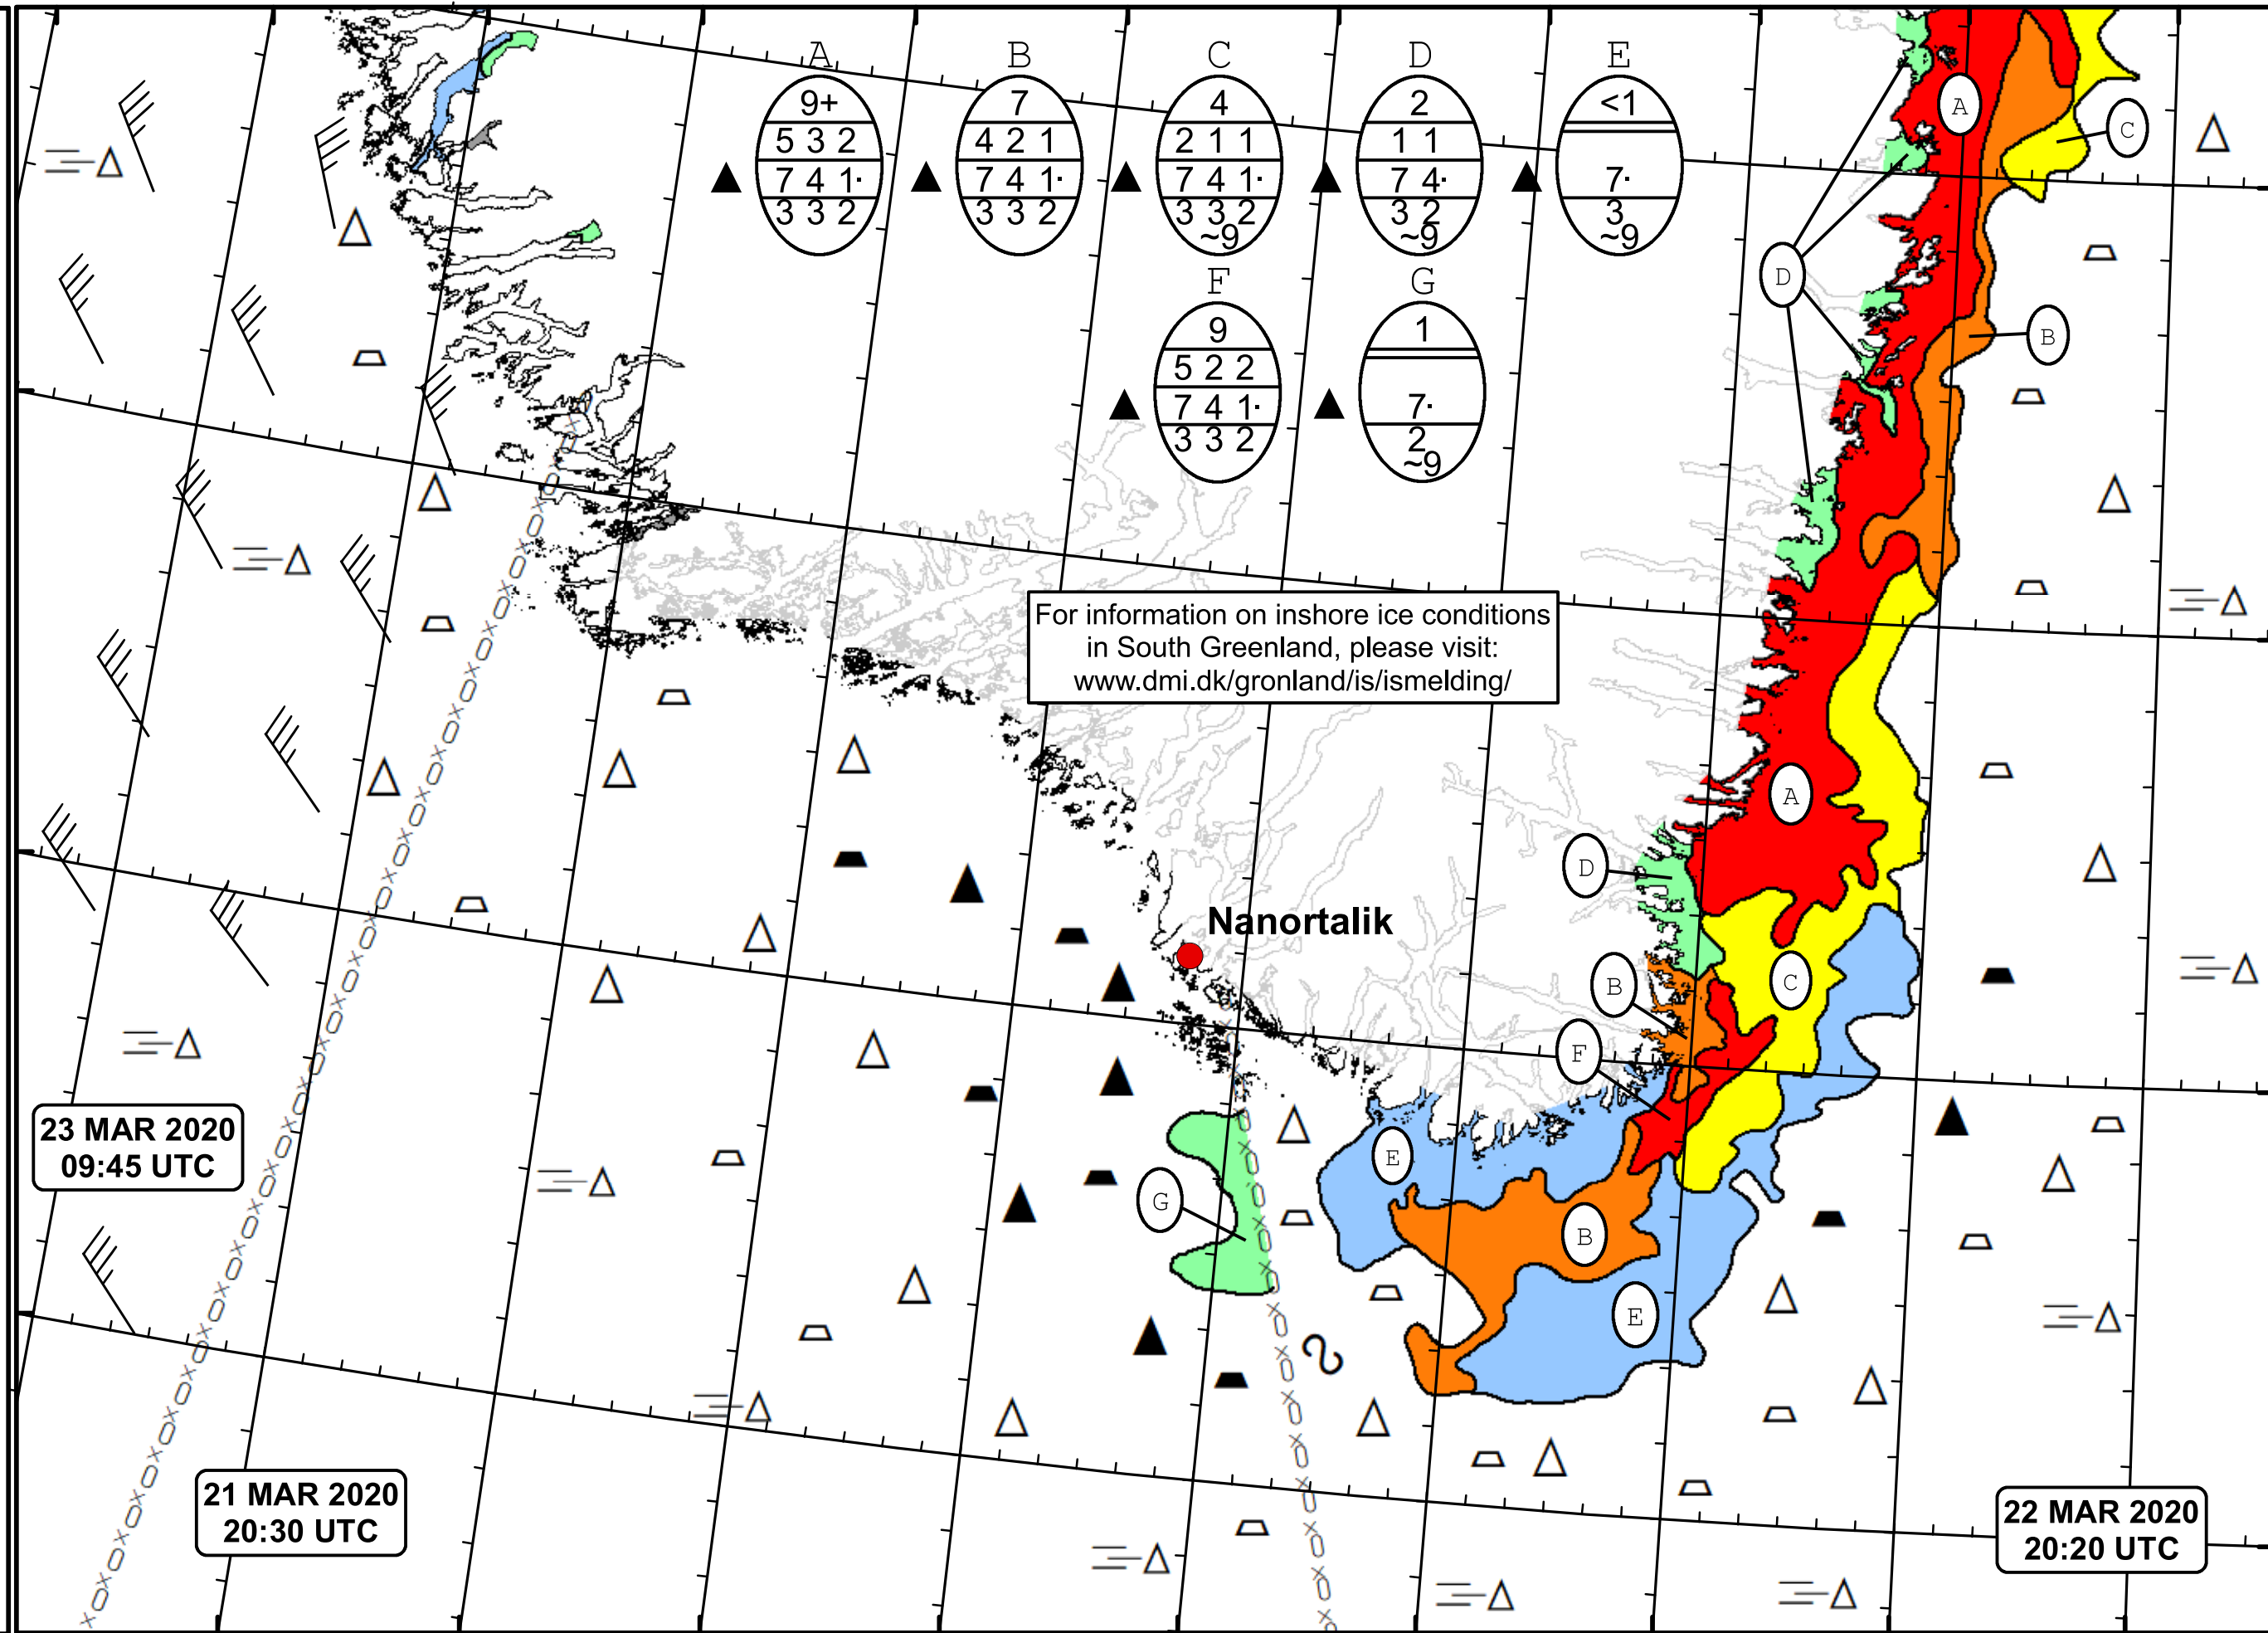 A B C D E
9+ 7 4 2 <1
5 3 2 4 2 1 2 1 1 1 1
7 4 1· 7 4 1· 7 4 1· 7 4· 7·
3 3 2 3 3 2 3 3 2 3 2 3
~9 ~9 ~9
F G
9 1
5 2 2
7 4 1· 7·
3 3 2 2
~9
A
C
D
B
For information on inshore ice conditions
in South Greenland, please visit:
www.dmi.dk/gronland/is/ismelding/
A
D
Nanortalik
B
C
F
E
G
B
E
23 MAR 2020
09:45 UTC
21 MAR 2020
20:30 UTC
22 MAR 2020
20:20 UTC